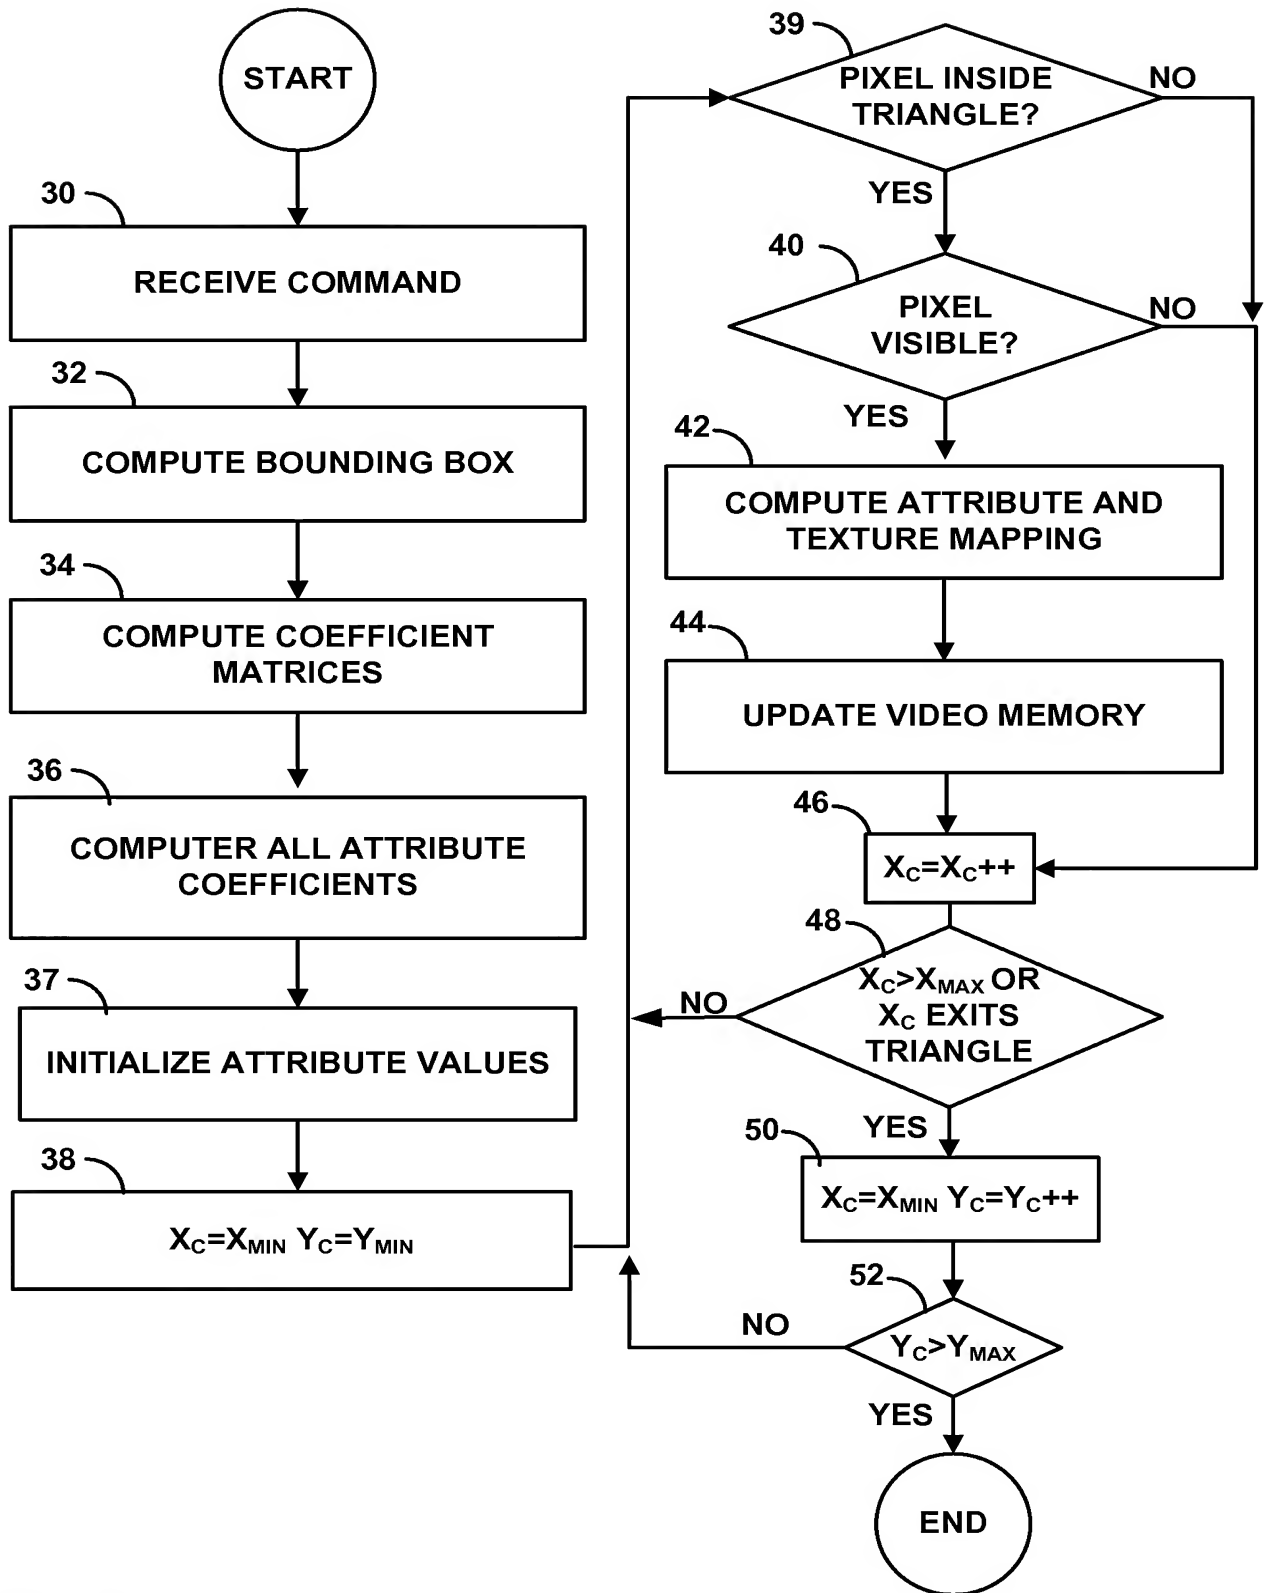 START
30
RECEIVE COMMAND
32
COMPUTE BOUNDING BOX
34
COMPUTE COEFFICIENT
MATRICES
36
COMPUTER ALL ATTRIBUTE
COEFFICIENTS
37
INITIALIZE ATTRIBUTE VALUES
38
XC=XMIN YC=YMIN
39
PIXEL INSIDE
TRIANGLE?
NO
YES
40
PIXEL
VISIBLE?
NO
YES
42
COMPUTE ATTRIBUTE AND
TEXTURE MAPPING
44
UPDATE VIDEO MEMORY
46
XC=XC++
48
XC>XMAX OR
XC EXITS
TRIANGLE
NO
YES
50
XC=XMIN YC=YC++
52
YC>YMAX
NO
YES
END